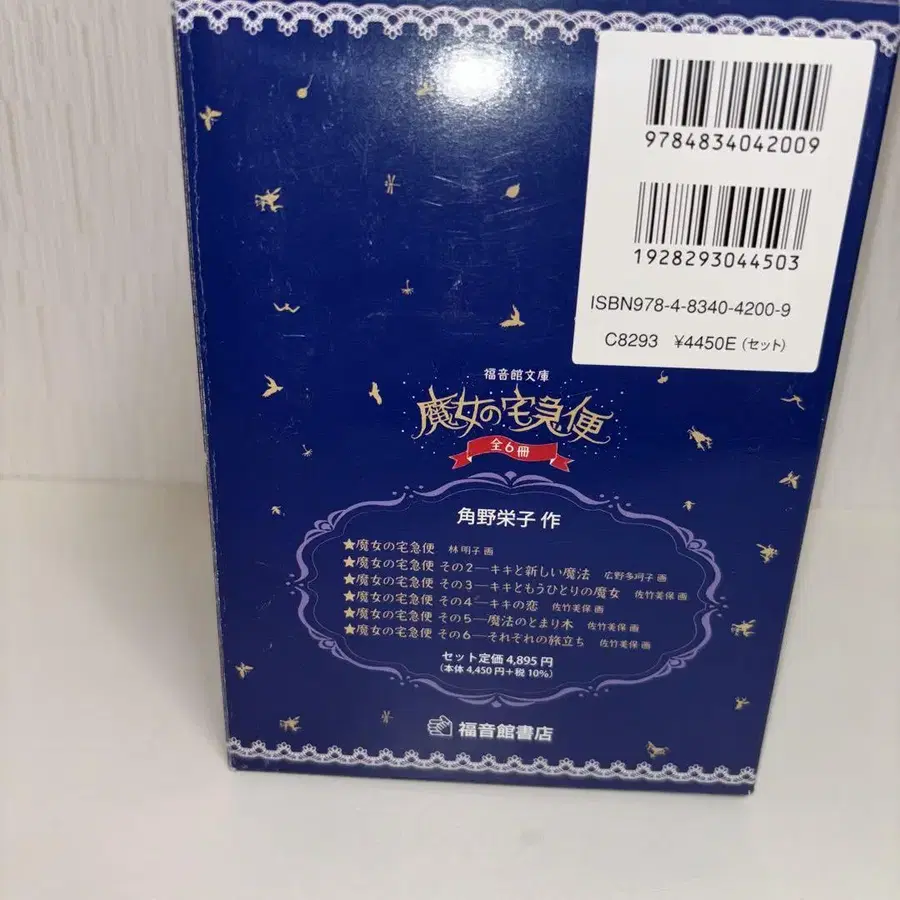 9784834042009
1928293044503
ISBN978-4-8340-4200-9
C8293 ¥4450E（セット）
福音館文庫
魔女の宅急便
全6冊
角野栄子 作
★魔女の宅急便 林 明子 画
★魔女の宅急便 その2—キキと新しい魔法 広野多珂子 画
★魔女の宅急便 その3—キキともうひとりの魔女 佐竹美保 画
★魔女の宅急便 その4—キキの恋 佐竹美保 画
★魔女の宅急便 その5—魔法のとまり木 佐竹美保 画
★魔女の宅急便 その6—それぞれの旅立ち 佐竹美保 画
セット定価 4,895 円
（本体 4,450 円＋税 10%）
福音館書店